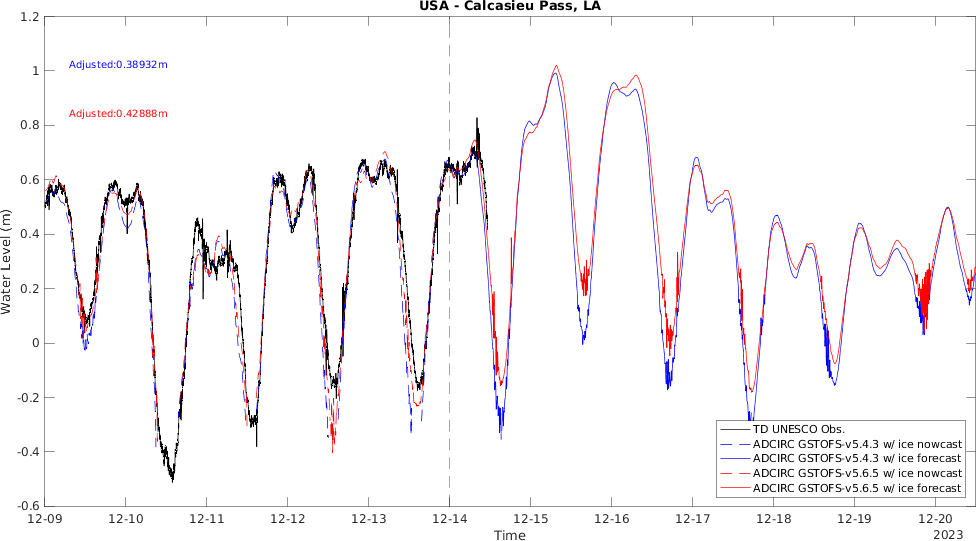 USA - Calcasieu Pass, LA
Adjusted:0.38932m
Adjusted:0.42888m
Water Level (m)
1.2
1
0.8
0.6
0.4
0.2
0
-0.2
-0.4
-0.6
TD UNESCO Obs.
ADCIRC GSTOFS-v5.4.3 w/ ice nowcast
ADCIRC GSTOFS-v5.4.3 w/ ice forecast
ADCIRC GSTOFS-v5.6.5 w/ ice nowcast
ADCIRC GSTOFS-v5.6.5 w/ ice forecast
12-09 12-10 12-11 12-12 12-13 12-14 12-15 12-16 12-17 12-18 12-19 12-20
2023
Time